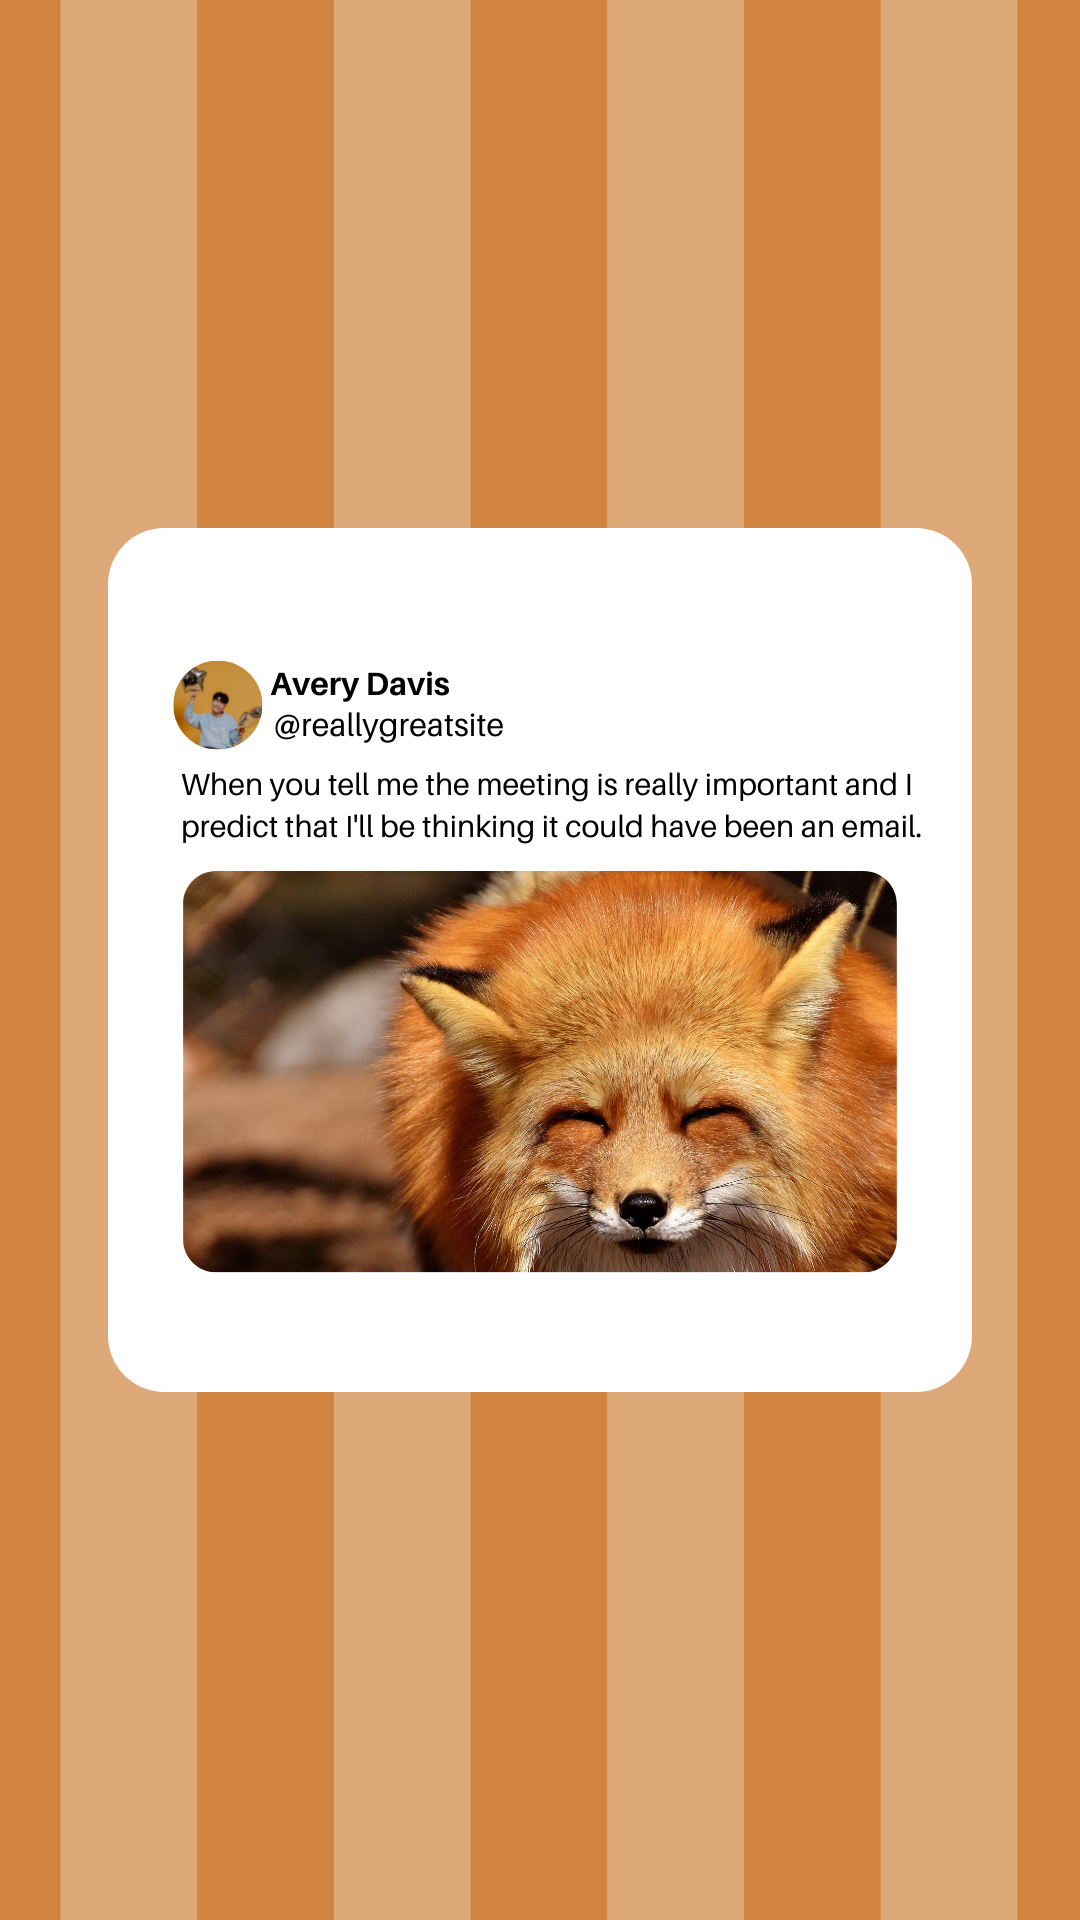 Avery Davis
@reallygreatsite
When you tell me the meeting is really important and I
predict that I'll be thinking it could have been an email.